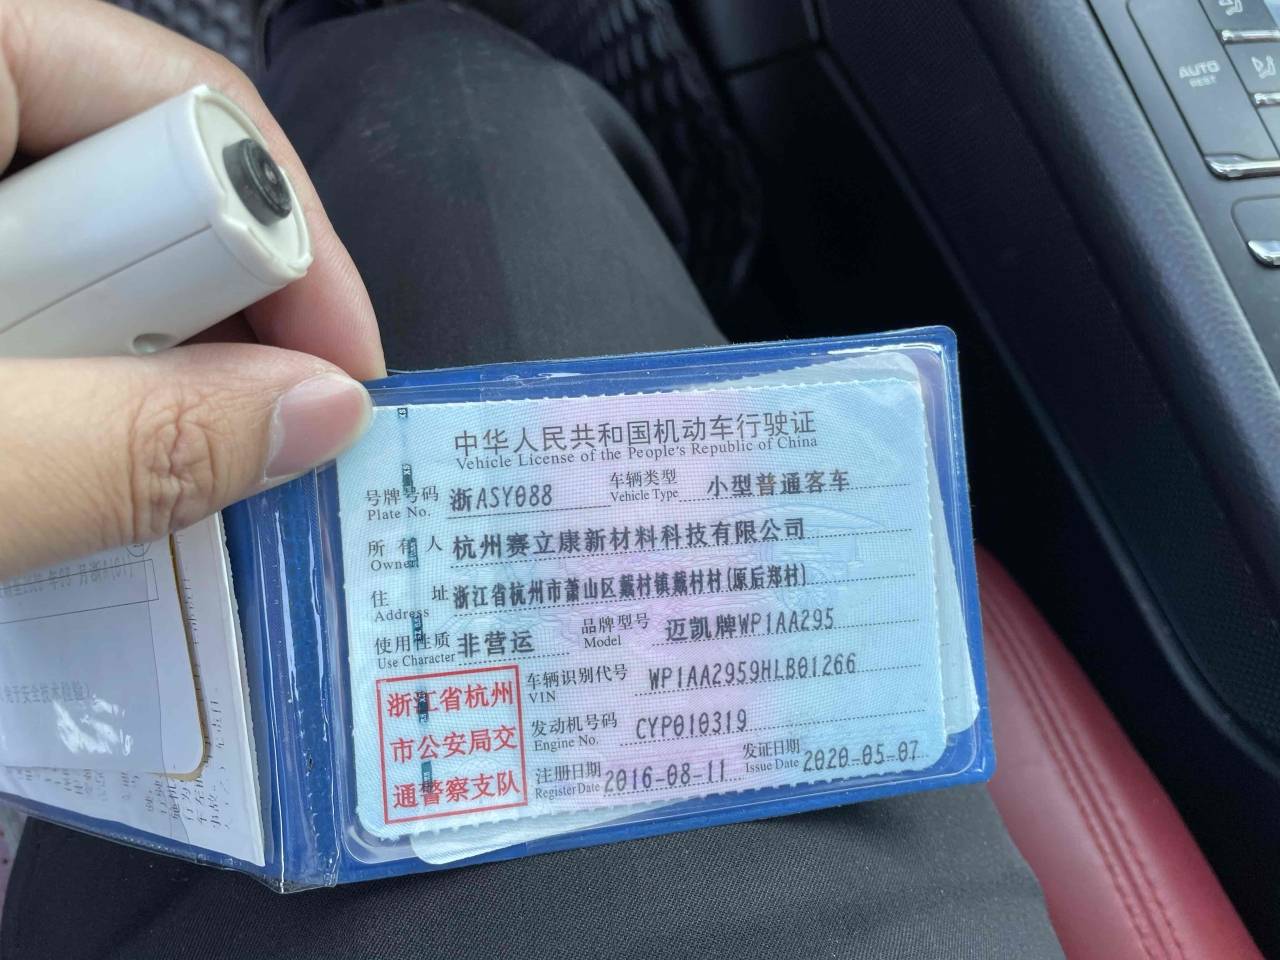 AUTO
REST
中华人民共和国机动车行驶证
Vehicle License of the People's Republic of China
号牌号码 浙ASY088 车辆类型 小型普通客车
Plate No. Vehicle Type
所有人 杭州赛立康新材料科技有限公司
Owner
住址 浙江省杭州市萧山区戴村镇戴村村(原后郑村)
Address
使用性质 非营运 品牌型号 迈凯牌WP1AA295
Use Character Model
浙江省杭州
市公安局交
通警察支队
车辆识别代号 WP1AA2959HLB01266
VIN
发动机号码 CYP010319
Engine No.
注册日期 2016-08-11 发证日期 2020-05-07
Register Date Issue Date